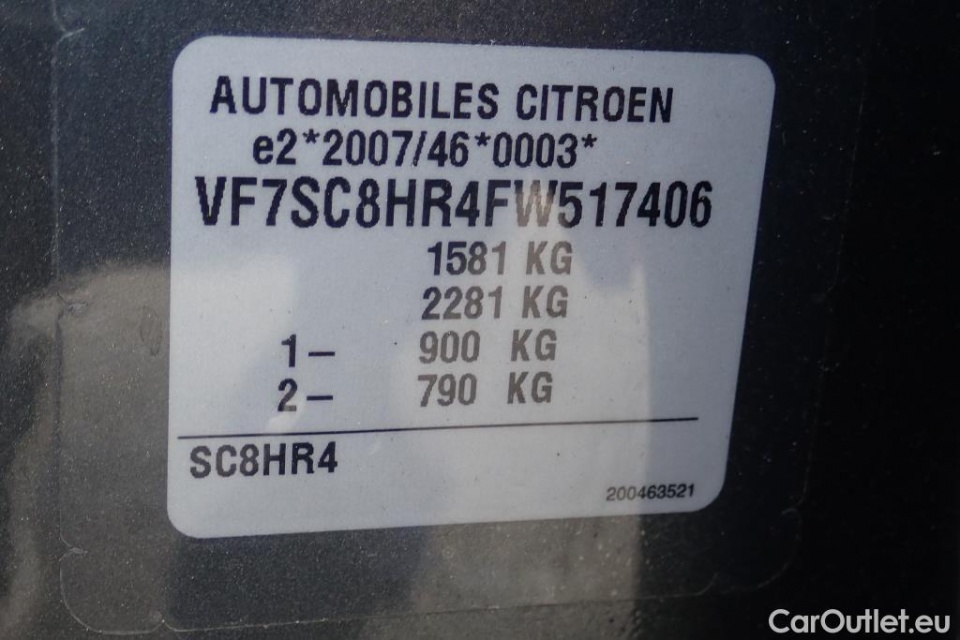 AUTOMOBILES CITROEN
e2*2007/46*0003*
VF7SC8HR4FW517406
1581 KG
2281 KG
1– 900 KG
2– 790 KG
SC8HR4
200463521
CarOutlet.eu